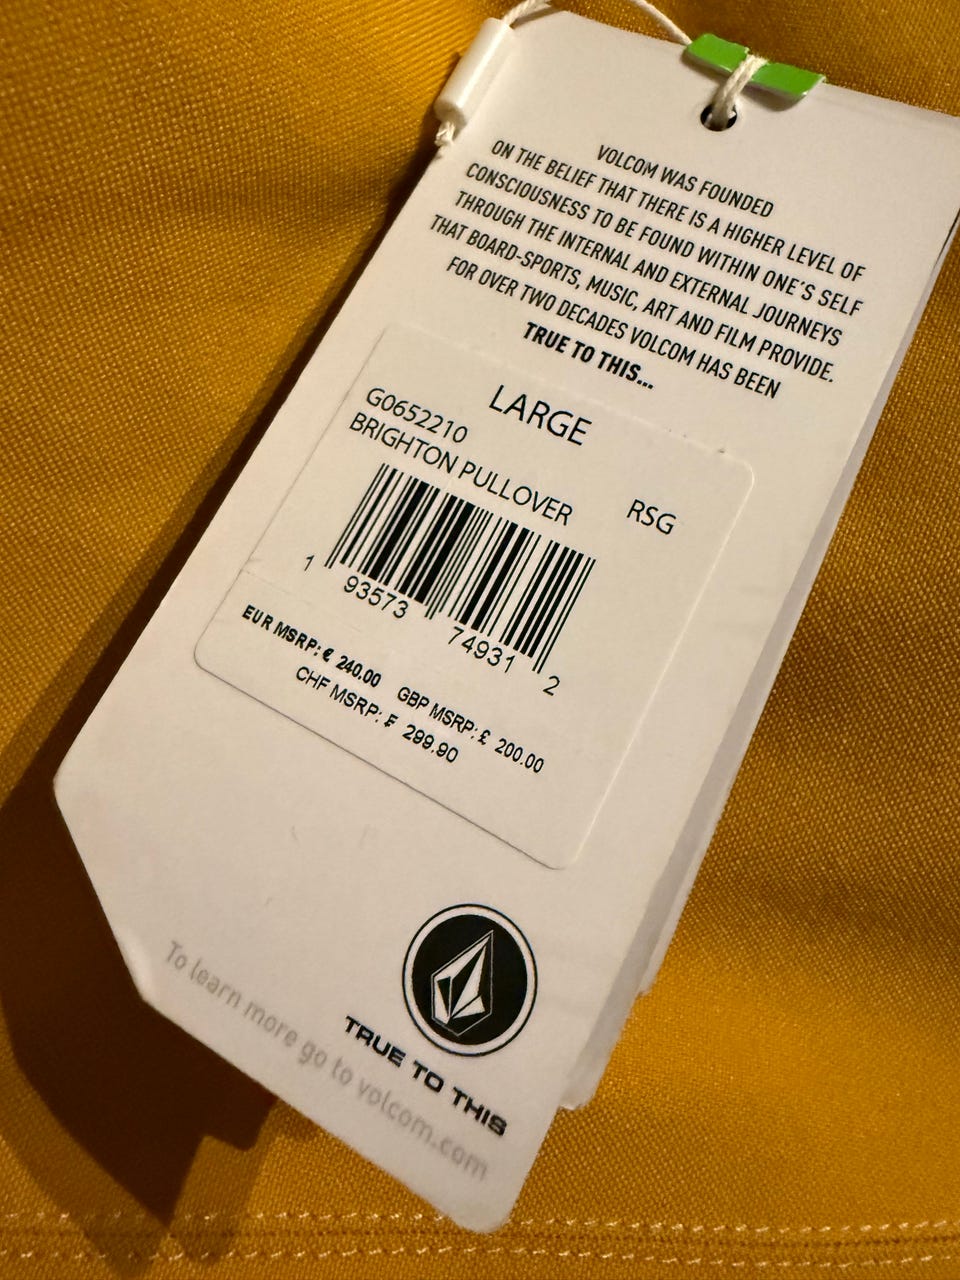 VOLCOM WAS FOUNDED
ON THE BELIEF THAT THERE IS A HIGHER LEVEL OF
CONSCIOUSNESS TO BE FOUND WITHIN ONE'S SELF
THROUGH THE INTERNAL AND EXTERNAL JOURNEYS
THAT BOARD-SPORTS, MUSIC, ART AND FILM PROVIDE.
FOR OVER TWO DECADES VOLCOM HAS BEEN
TRUE TO THIS...
LARGE
G0652210
BRIGHTON PULLOVER RSG
1 93573 74931 2
EUR MSRP: € 240.00 GBP MSRP: £ 200.00
CHF MSRP: ₣ 299.90
TRUE TO THIS
To learn more go to volcom.com